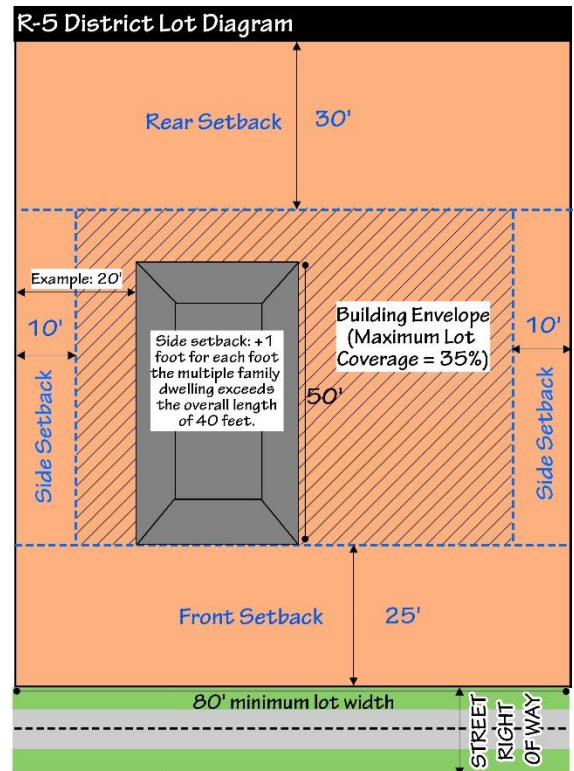 R-5 District Lot Diagram
Rear Setback 30'
Example: 20'
10'
Side Setback
Side setback: +1
foot for each foot
the multiple family
dwelling exceeds
the overall length
of 40 feet.
50'
Building Envelope
(Maximum Lot
Coverage = 35%)
10'
Side Setback
Front Setback 25'
80' minimum lot width
STREET
RIGHT
OF WAY